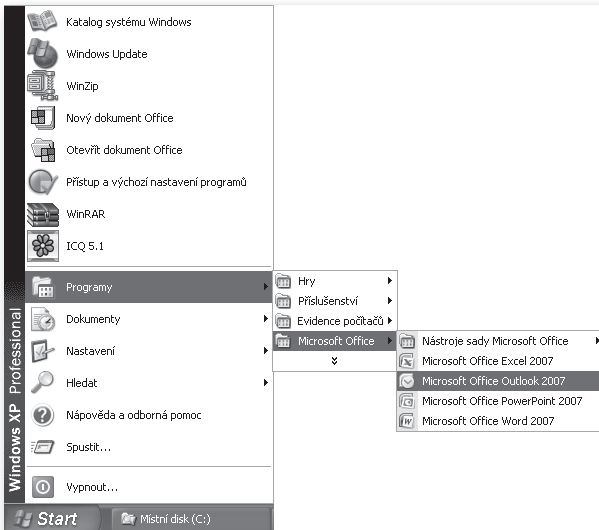 Katalog systému Windows
Windows Update
WinZip
Nový dokument Office
Otevřít dokument Office
Přístup a výchozí nastavení programů
WinRAR
ICQ 5.1
Programy
Dokumenty
Nastavení
Hledat
Nápověda a odborná pomoc
Spustit...
Vypnout...
Windows XP Professional
Hry
Příslušenství
Evidence počítačů
Microsoft Office
Nástroje sady Microsoft Office
Microsoft Office Excel 2007
Microsoft Office Outlook 2007
Microsoft Office PowerPoint 2007
Microsoft Office Word 2007
Start
Místní disk (C:)